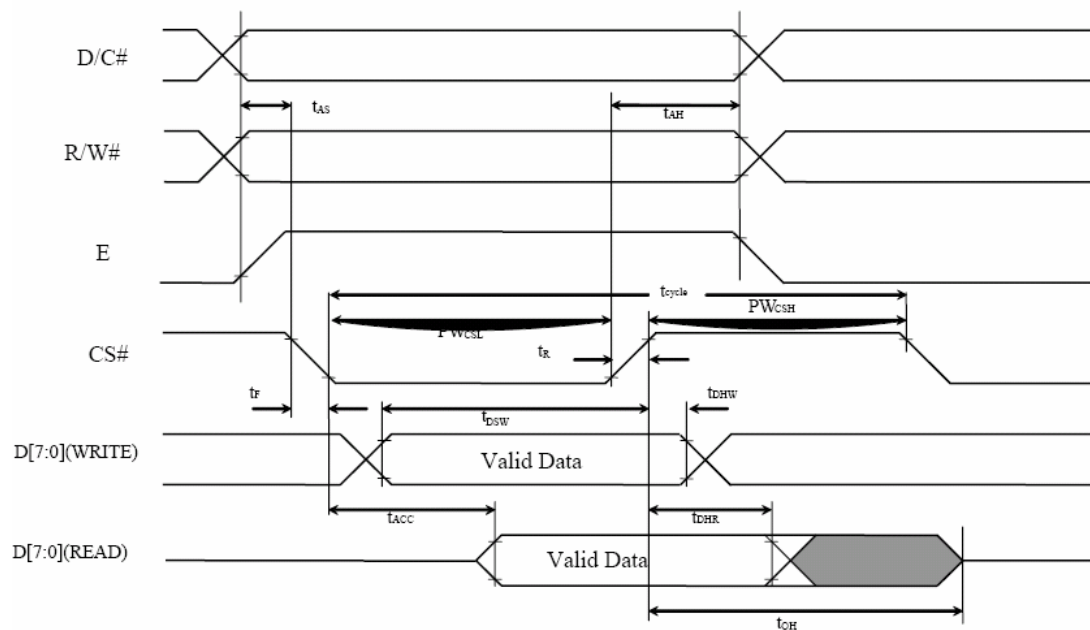 D/C#
tAS
tAH
R/W#
E
tcycle
PWCSH
PWCSL
CS#
tR
tF
tDSW
tDHW
D[7:0](WRITE)
Valid Data
tACC
tDHR
D[7:0](READ)
Valid Data
tOH